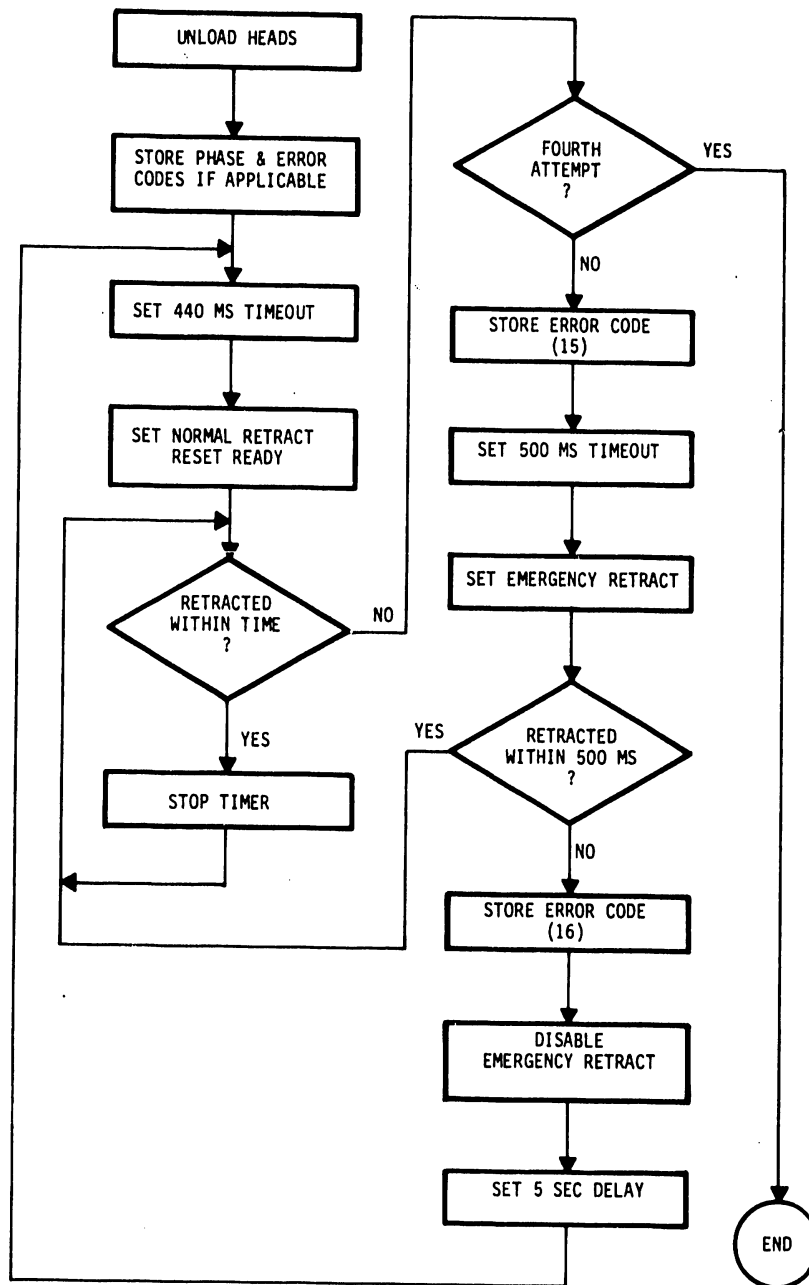 UNLOAD HEADS
STORE PHASE & ERROR
CODES IF APPLICABLE
SET 440 MS TIMEOUT
SET NORMAL RETRACT
RESET READY
RETRACTED
WITHIN TIME
?
NO
YES
STOP TIMER
FOURTH
ATTEMPT
?
YES
NO
STORE ERROR CODE
(15)
SET 500 MS TIMEOUT
SET EMERGENCY RETRACT
YES
RETRACTED
WITHIN 500 MS
?
NO
STORE ERROR CODE
(16)
DISABLE
EMERGENCY RETRACT
SET 5 SEC DELAY
END